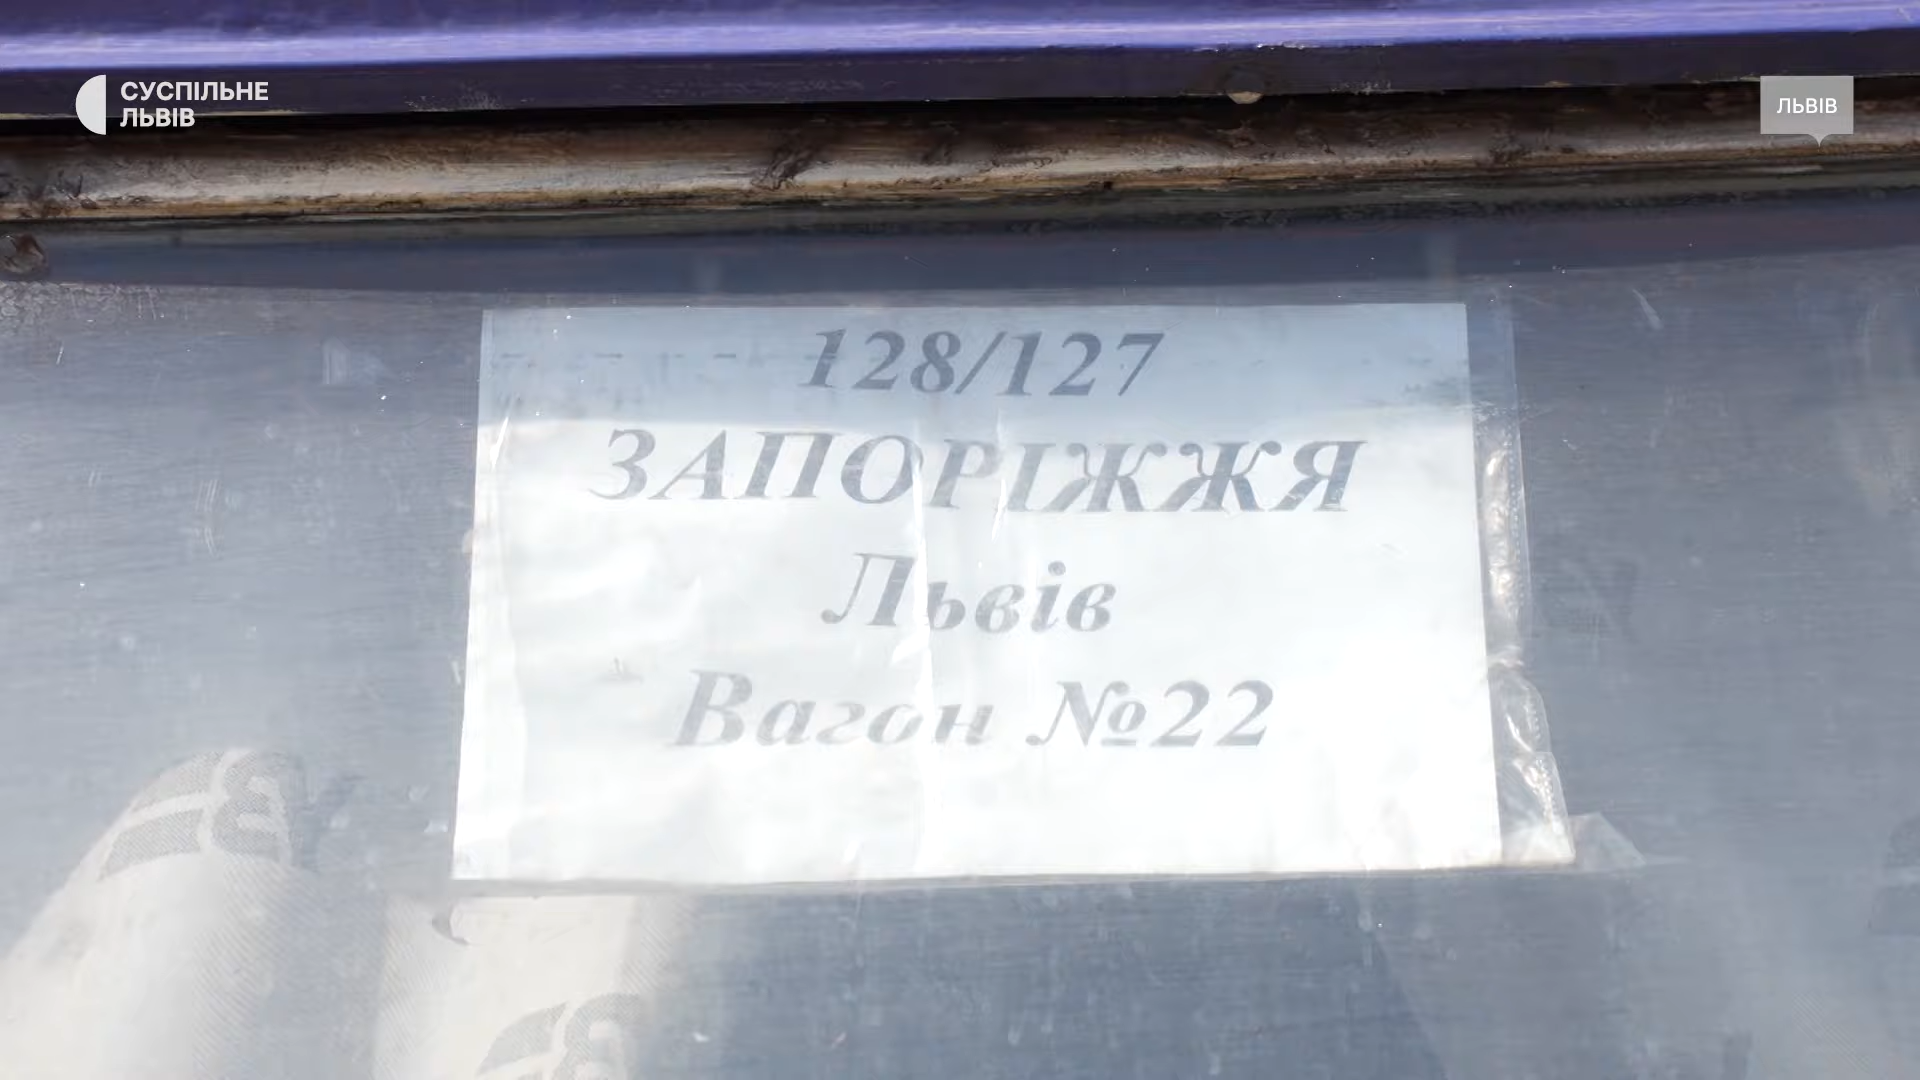 СУСПІЛЬНЕ
ЛЬВІВ
ЛЬВІВ
128/127
ЗАПОРІЖЖЯ
Львів
Вагон №22